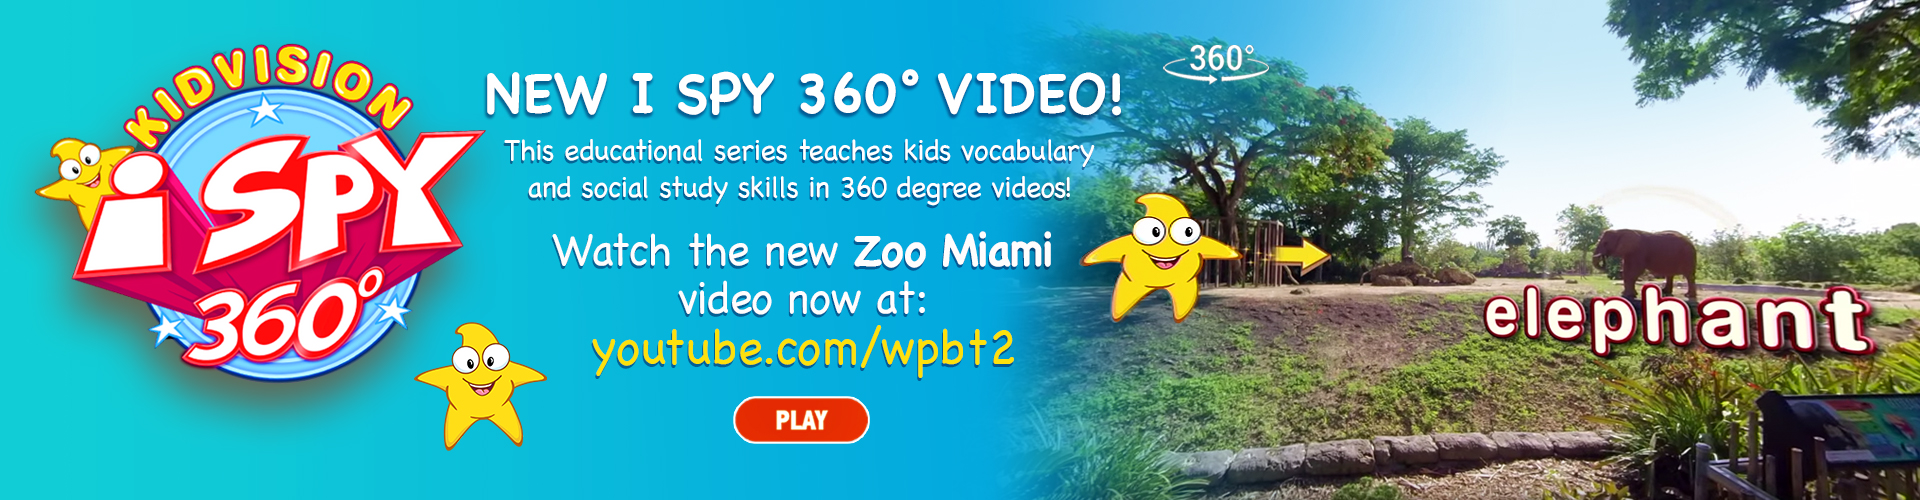 KIDVISION
i SPY
360°
NEW I SPY 360° VIDEO!
This educational series teaches kids vocabulary
and social study skills in 360 degree videos!
Watch the new Zoo Miami
video now at:
youtube.com/wpbt2
PLAY
360°
elephant